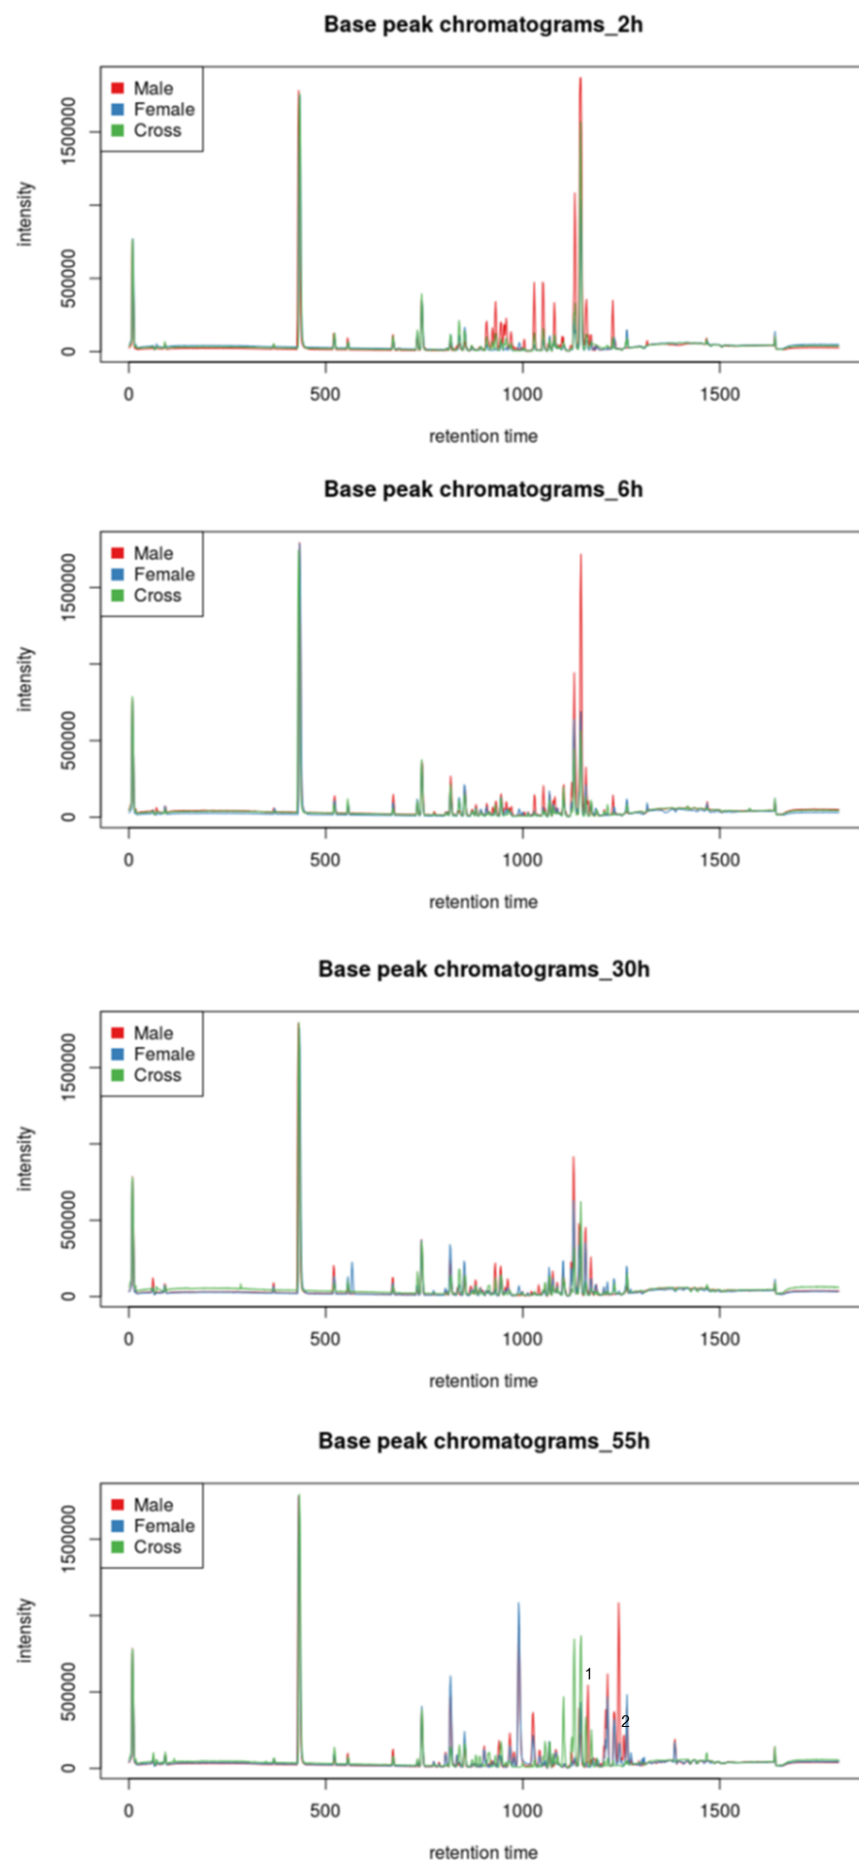 Base peak chromatograms_2h
Male
Female
Cross
1500000
500000
0
intensity
0 500 1000 1500
retention time
Base peak chromatograms_6h
Male
Female
Cross
1500000
500000
0
intensity
0 500 1000 1500
retention time
Base peak chromatograms_30h
Male
Female
Cross
1500000
500000
0
intensity
0 500 1000 1500
retention time
Base peak chromatograms_55h
Male
Female
Cross
1500000
500000
0
intensity
1
2
0 500 1000 1500
retention time